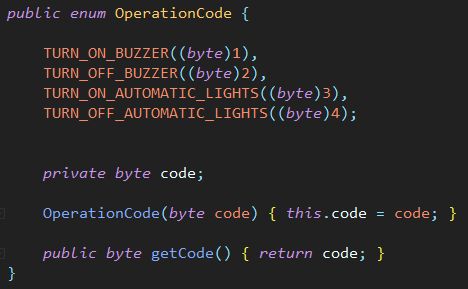 public enum OperationCode {
TURN_ON_BUZZER((byte)1),
TURN_OFF_BUZZER((byte)2),
TURN_ON_AUTOMATIC_LIGHTS((byte)3),
TURN_OFF_AUTOMATIC_LIGHTS((byte)4);
private byte code;
OperationCode(byte code) { this.code = code; }
public byte getCode() { return code; }
}